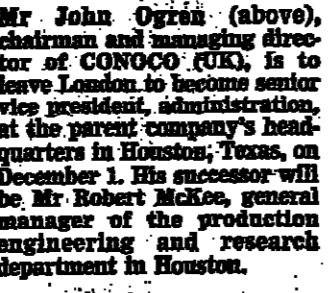 Mr John Ogren (above),
chairman and managing direc-
tor of CONOCO (UK), is to
leave London to become senior
vice president, administration,
at the parent company's head-
quarters in Houston, Texas, on
December 1. His successor will
be Mr Robert McKee, general
manager of the production
engineering and research
department in Houston.